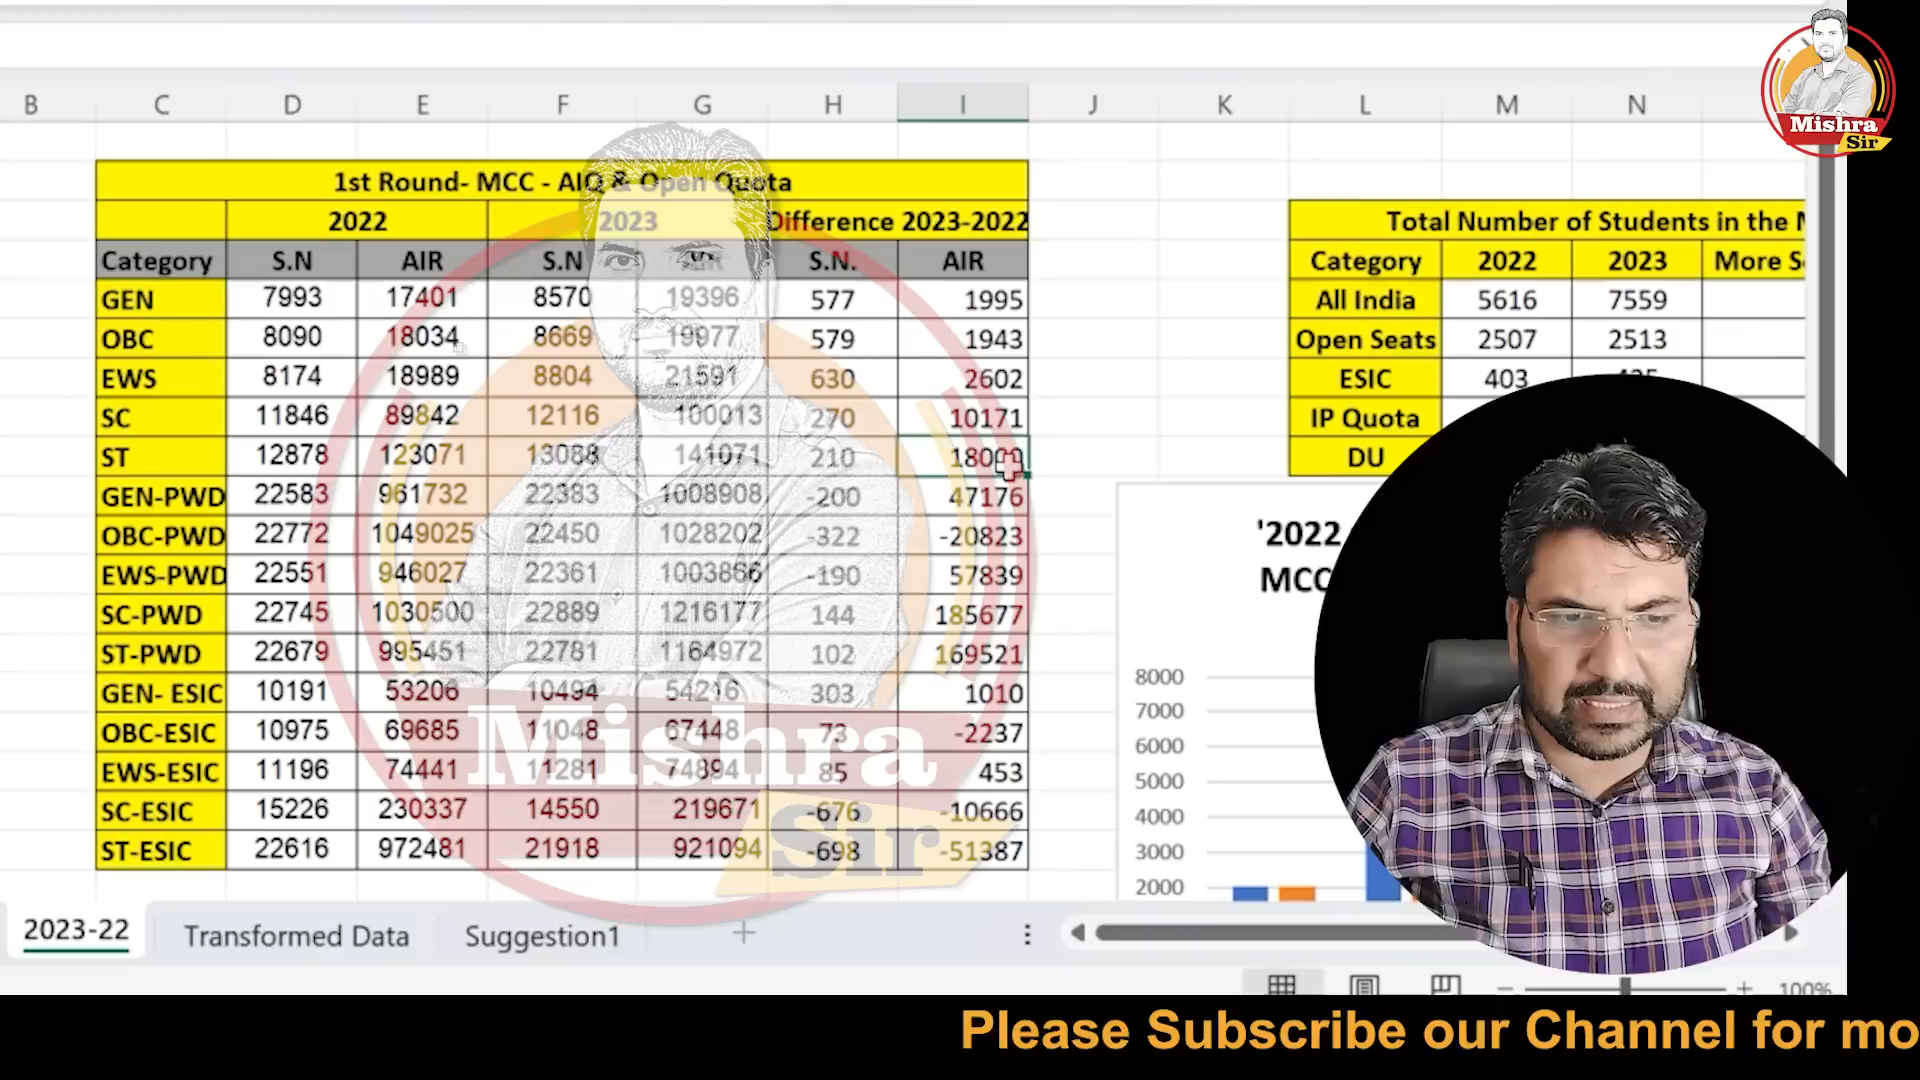 B C D E F G H I J K L M N
1st Round- MCC - AIQ & Open Quota
2022 2023 Difference 2023-2022
Category S.N AIR S.N AIR S.N. AIR
GEN 7993 17401 8570 19396 577 1995
OBC 8090 18034 8669 19977 579 1943
EWS 8174 18989 8804 21591 630 2602
SC 11846 89842 12116 100013 270 10171
ST 12878 123071 13088 141071 210
GEN-PWD 22583 961732 22383 1008908 -200 47176
OBC-PWD 22772 1049025 22450 1028202 -322 -20823
EWS-PWD 22551 946027 22361 1003866 -190 57839
SC-PWD 22745 1030500 22889 1216177 144 185677
ST-PWD 22679 995451 22781 1164972 102 169521
GEN- ESIC 10191 53206 10494 54216 303 1010
OBC-ESIC 10975 69685 11048 67448 73 -2237
EWS-ESIC 11196 74441 11281 74894 85 453
SC-ESIC 15226 230337 14550 219671 -676 -10666
ST-ESIC 22616 972481 21918 921094 -698 -51387
Total Number of Students in the
Category 2022 2023 More
All India 5616 7559
Open Seats 2507 2513
ESIC 403
IP Quota
DU
'2022
MCC
8000
7000
6000
5000
4000
3000
2000
2023-22 Transformed Data Suggestion1
100%
Mishra
Sir
Mishra
Sir
Please Subscribe our Channel for mo